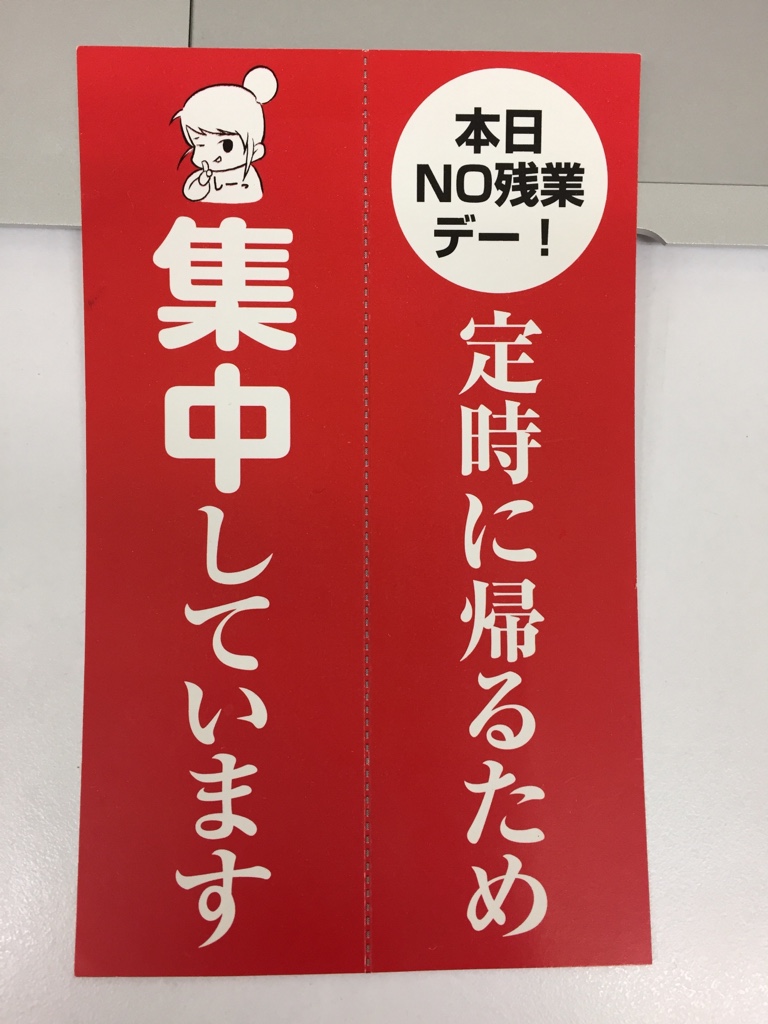 本日
NO残業
デー！
定時に帰るため
しーっ
集中しています